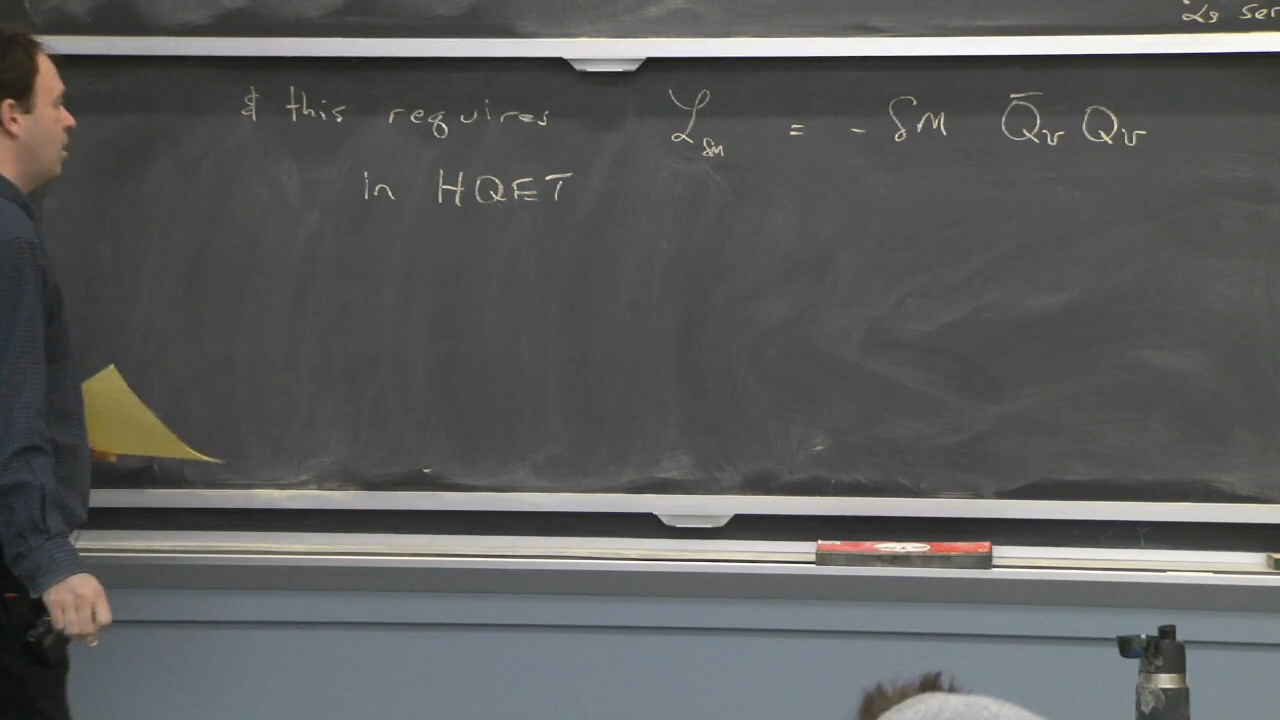 & this requires ℒ_δm = - δm Q̄_v Q_v
in HQET